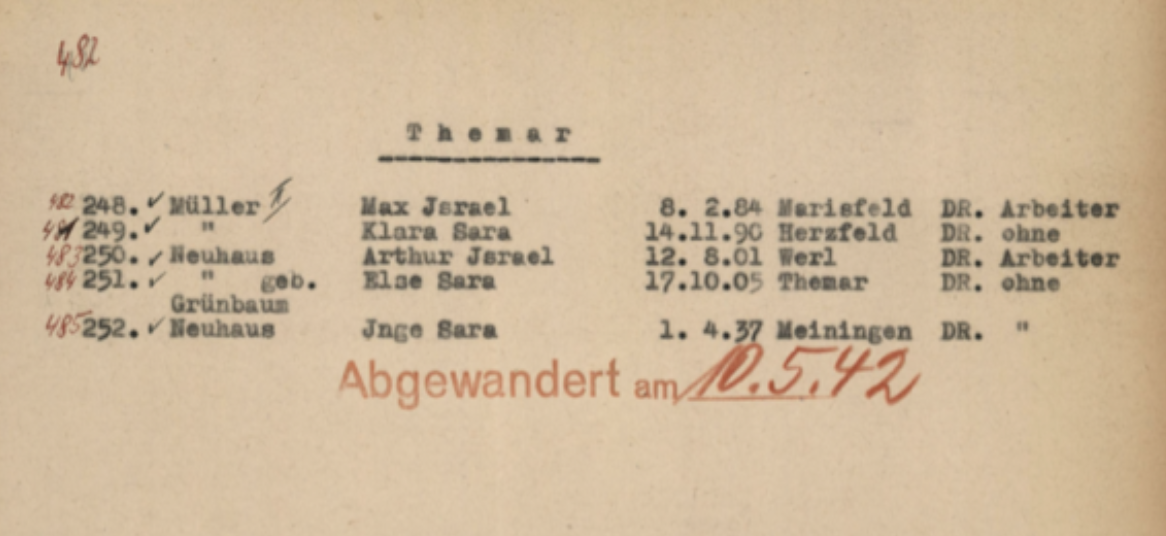 482
Themar
482 248. ✓ Müller II Max Jsrael 8. 2.84 Marisfeld DR. Arbeiter
481 249. ✓ " Klara Sara 14.11.90 Herzfeld DR. ohne
483 250. ✓ Neuhaus Arthur Jsrael 12. 8.01 Werl DR. Arbeiter
484 251. ✓ " geb. Else Sara 17.10.05 Themar DR. ohne
Grünbaum
485 252. ✓ Neuhaus Jnge Sara 1. 4.37 Meiningen DR. "
Abgewandert am 10.5.42